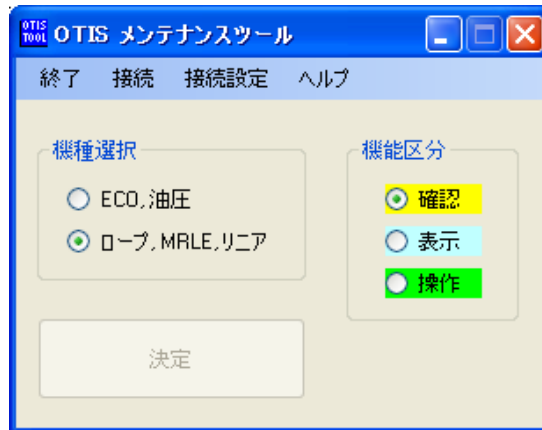 OTIS TOOL OTIS メンテナンスツール
終了 接続 接続設定 ヘルプ
機種選択
ECO,油圧
ロープ,MRLE,リニア
機能区分
確認
表示
操作
決定